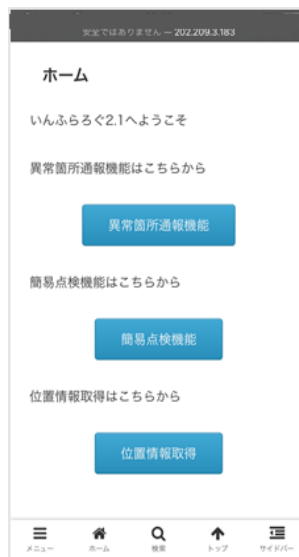 安全ではありません — 202.209.3.183
ホーム
いんふらろぐ2.1へようこそ
異常箇所通報機能はこちらから
異常箇所通報機能
簡易点検機能はこちらから
簡易点検機能
位置情報取得はこちらから
位置情報取得
メニュー ホーム 検索 トップ サイドバー